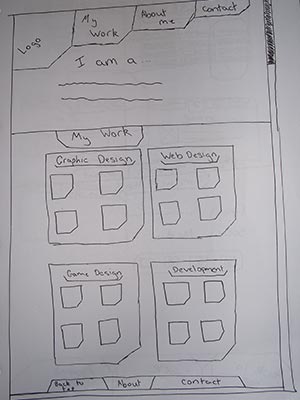 Logo
My
Work
About
me
Contact
I am a
My Work
Graphic Design
Web Design
Game Design
Development
Back to
top
About
Contact